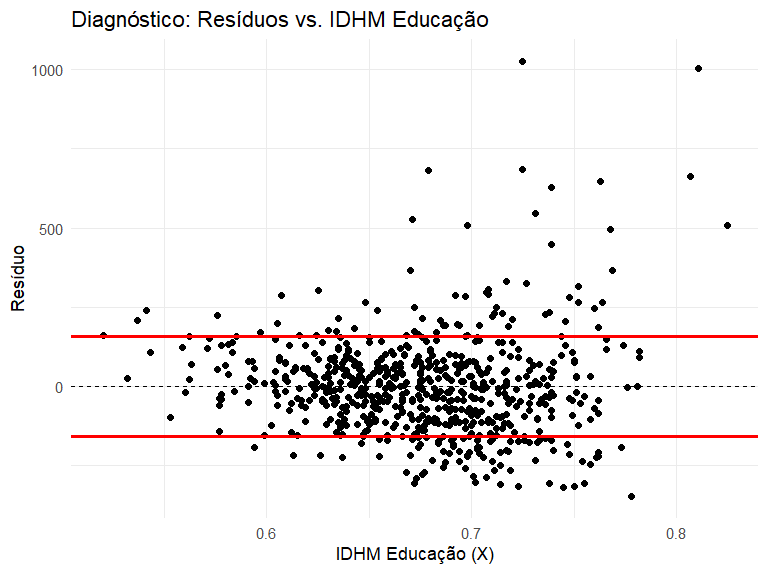 Diagnóstico: Resíduos vs. IDHM Educação
1000
500
0
Resíduo
0.6 0.7 0.8
IDHM Educação (X)